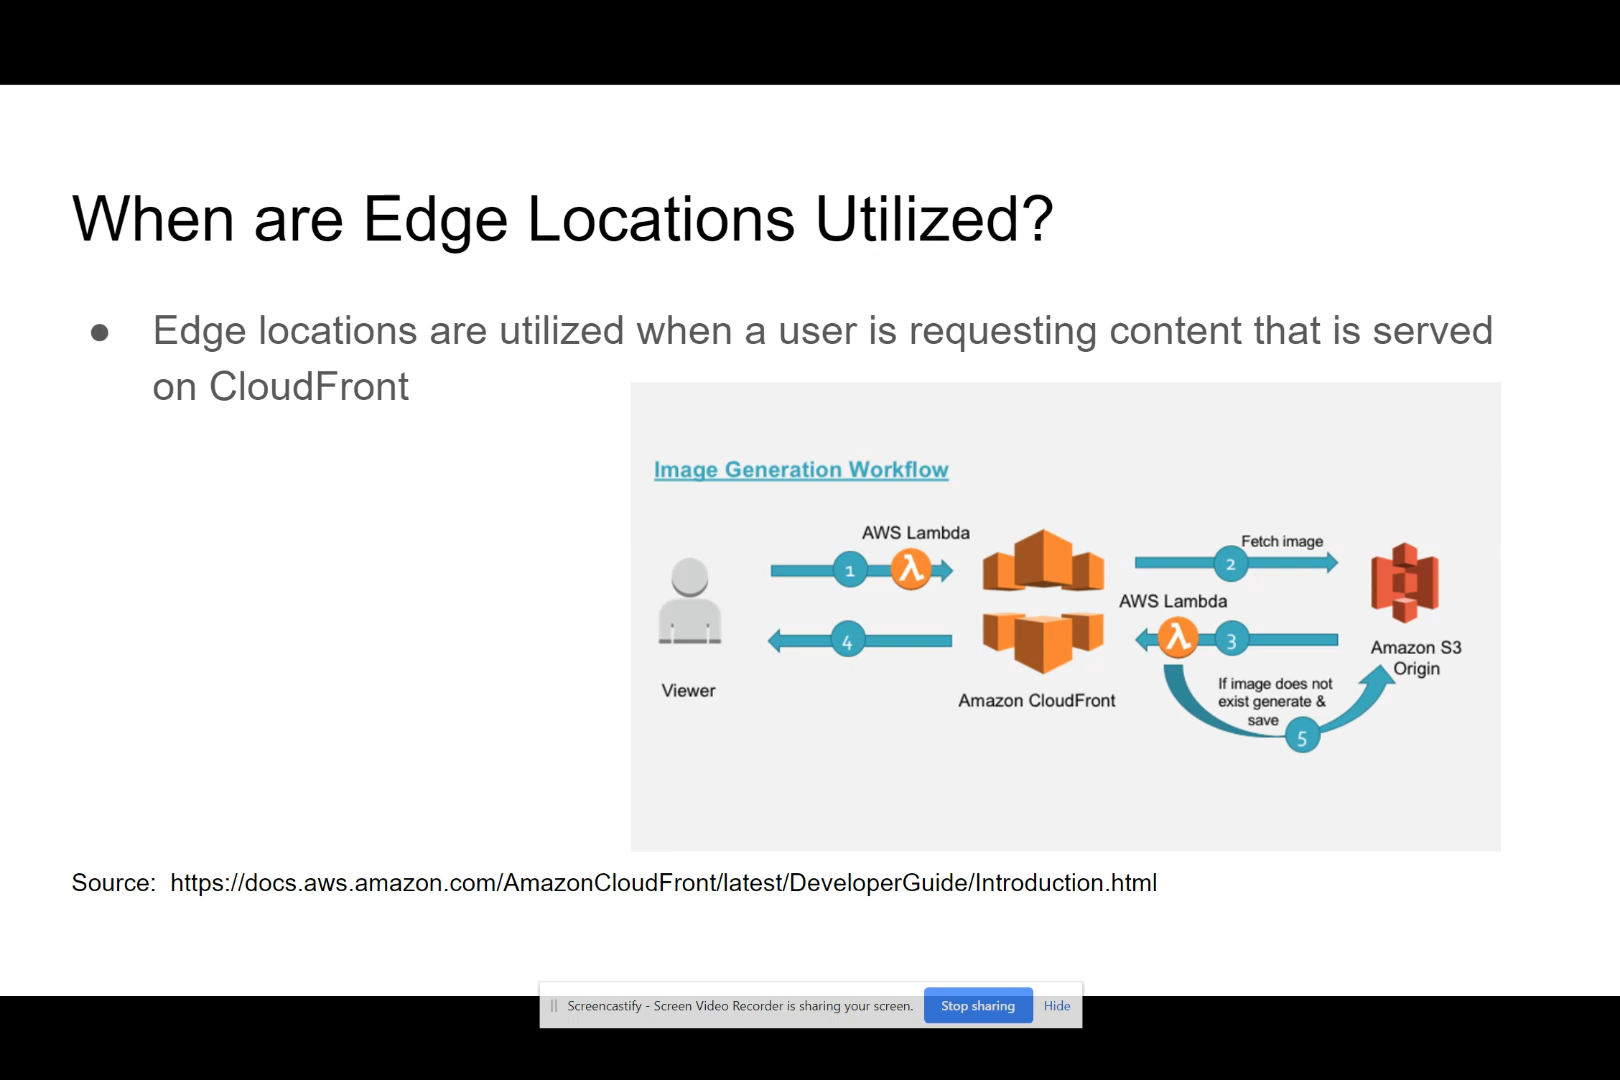 When are Edge Locations Utilized?
● Edge locations are utilized when a user is requesting content that is served
on CloudFront
Image Generation Workflow
AWS Lambda
1
λ
Fetch image
2
AWS Lambda
λ
3
4
Viewer
Amazon CloudFront
Amazon S3
Origin
If image does not
exist generate &
save
5
Source: https://docs.aws.amazon.com/AmazonCloudFront/latest/DeveloperGuide/Introduction.html
Screencastify - Screen Video Recorder is sharing your screen. Stop sharing Hide